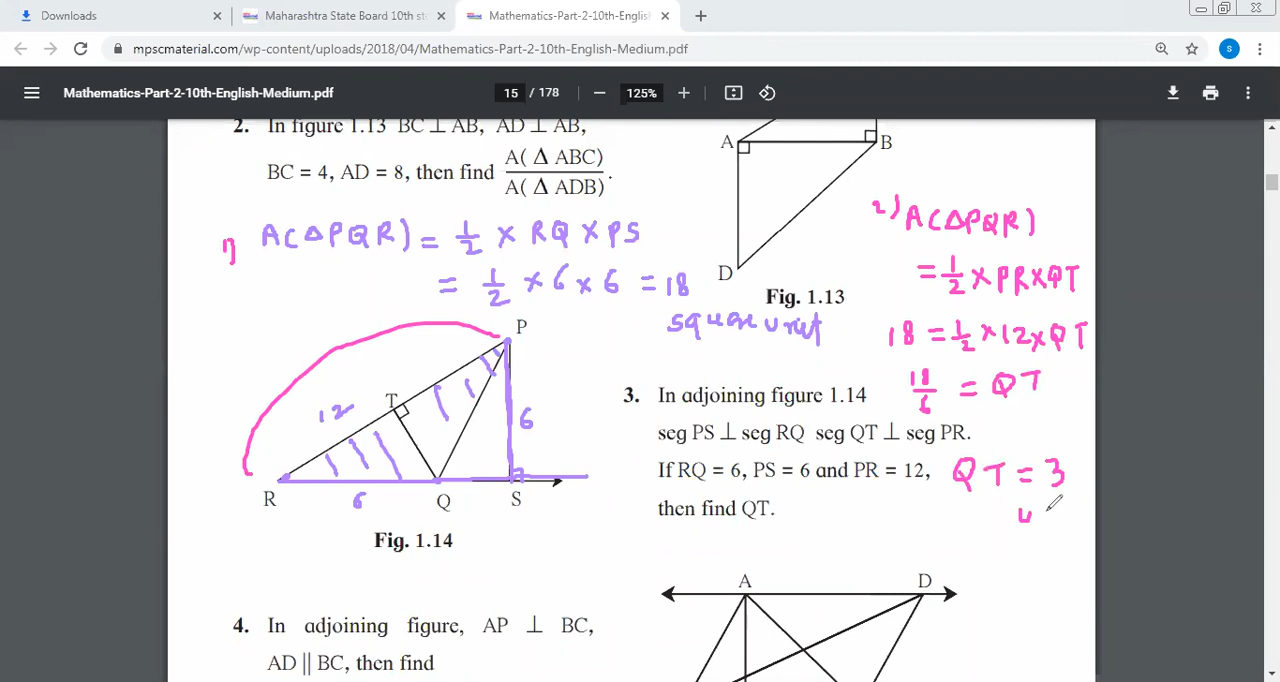 Downloads
Maharashtra State Board 10th st
Mathematics-Part-2-10th-English
mpscmaterial.com/wp-content/uploads/2018/04/Mathematics-Part-2-10th-English-Medium.pdf
S
Mathematics-Part-2-10th-English-Medium.pdf
15 / 178
125%
2. In figure 1.13 BC ⊥ AB, AD ⊥ AB,
BC = 4, AD = 8, then find A( Δ ABC) / A( Δ ADB) .
A
B
D
Fig. 1.13
1) A(ΔPQR) = 1/2 × RQ × PS
= 1/2 × 6 × 6 = 18
square unit
2) A(ΔPQR)
= 1/2 × PR × QT
18 = 1/2 × 12 × QT
18/6 = QT
QT = 3
u
P
T
12
6
R
6
Q
S
Fig. 1.14
3. In adjoining figure 1.14
seg PS ⊥ seg RQ seg QT ⊥ seg PR.
If RQ = 6, PS = 6 and PR = 12,
then find QT.
4. In adjoining figure, AP ⊥ BC,
AD || BC, then find
A
D